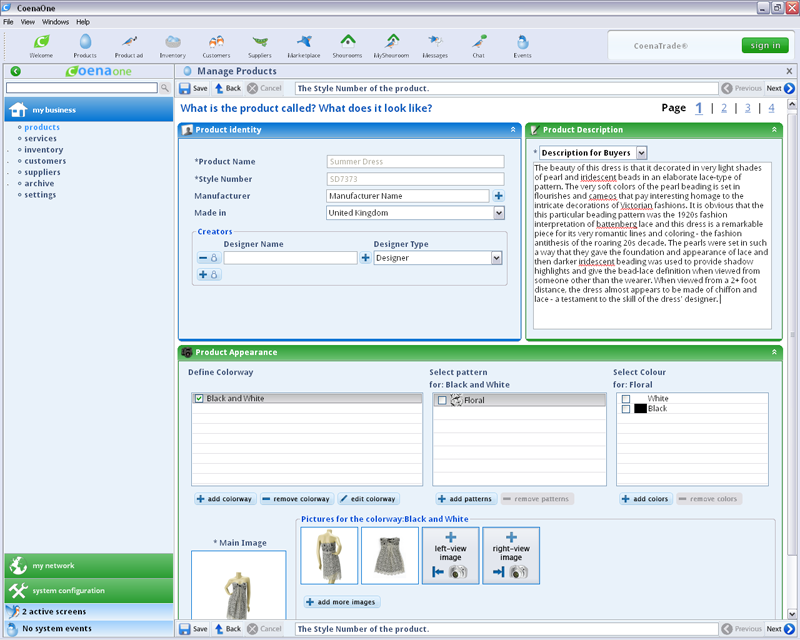 CoenaOne
File View Windows Help
Welcome Products Product ad Inventory Customers Suppliers Marketplace Showrooms MyShowroom Messages Chat Events
CoenaTrade®
sign in
Coenaone
Manage Products
X
Save Back Cancel
The Style Number of the product.
Previous Next
my business
products
services
inventory
customers
suppliers
archive
settings
What is the product called? What does it look like?
Page 1 | 2 | 3 | 4
Product identity
*Product Name Summer Dress
*Style Number SD7373
Manufacturer Manufacturer Name
Made in United Kingdom
Creators
Designer Name Designer Type
Designer
Product Description
* Description for Buyers
The beauty of this dress is that it decorated in very light shades
of pearl and iridescent beads in an elaborate lace-type of
pattern. The very soft colors of the pearl beading is set in
flourishes and cameos that pay interesting homage to the
intricate decorations of Victorian fashions. It is obvious that the
this particular beading pattern was the 1920s fashion
interpretation of battenberg lace and this dress is a remarkable
piece for its very romantic lines and coloring - the fashion
antithesis of the roaring 20s decade. The pearls were set in such
a way that they gave the foundation and appearance of lace and
then darker iridescent beading was used to provide shadow
highlights and give the bead-lace definition when viewed from
someone other than the wearer. When viewed from a 2+ foot
distance, the dress almost appears to be made of chiffon and
lace - a testament to the skill of the dress' designer.
Product Appearance
Define Colorway
Black and White
add colorway remove colorway edit colorway
Select pattern
for: Black and White
Floral
add patterns remove patterns
Select Colour
for: Floral
White
Black
add colors remove colors
* Main Image
Pictures for the colorway:Black and White
left-view
image
right-view
image
add more images
my network
system configuration
2 active screens
No system events
Save Back Cancel
The Style Number of the product.
Previous Next